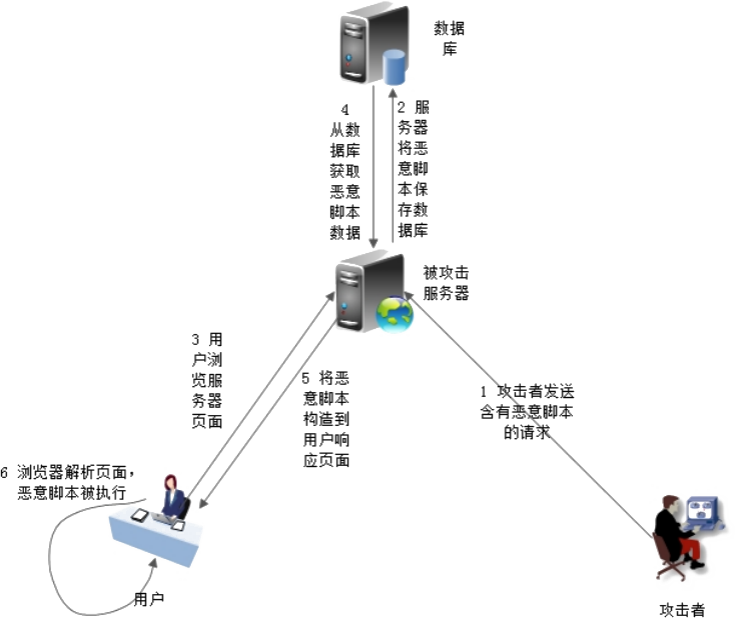 数据
库
4
从数
据库
获取
恶意
脚本
数据
2 服
务器
将恶
意脚
本保
存数
据库
被攻击
服务器
3 用
户浏
览服
务器
页面
5 将恶
意脚本
构造到
用户响
应页面
1 攻击者发送
含有恶意脚本
的请求
6 浏览器解析页面，
恶意脚本被执行
用户
攻击者